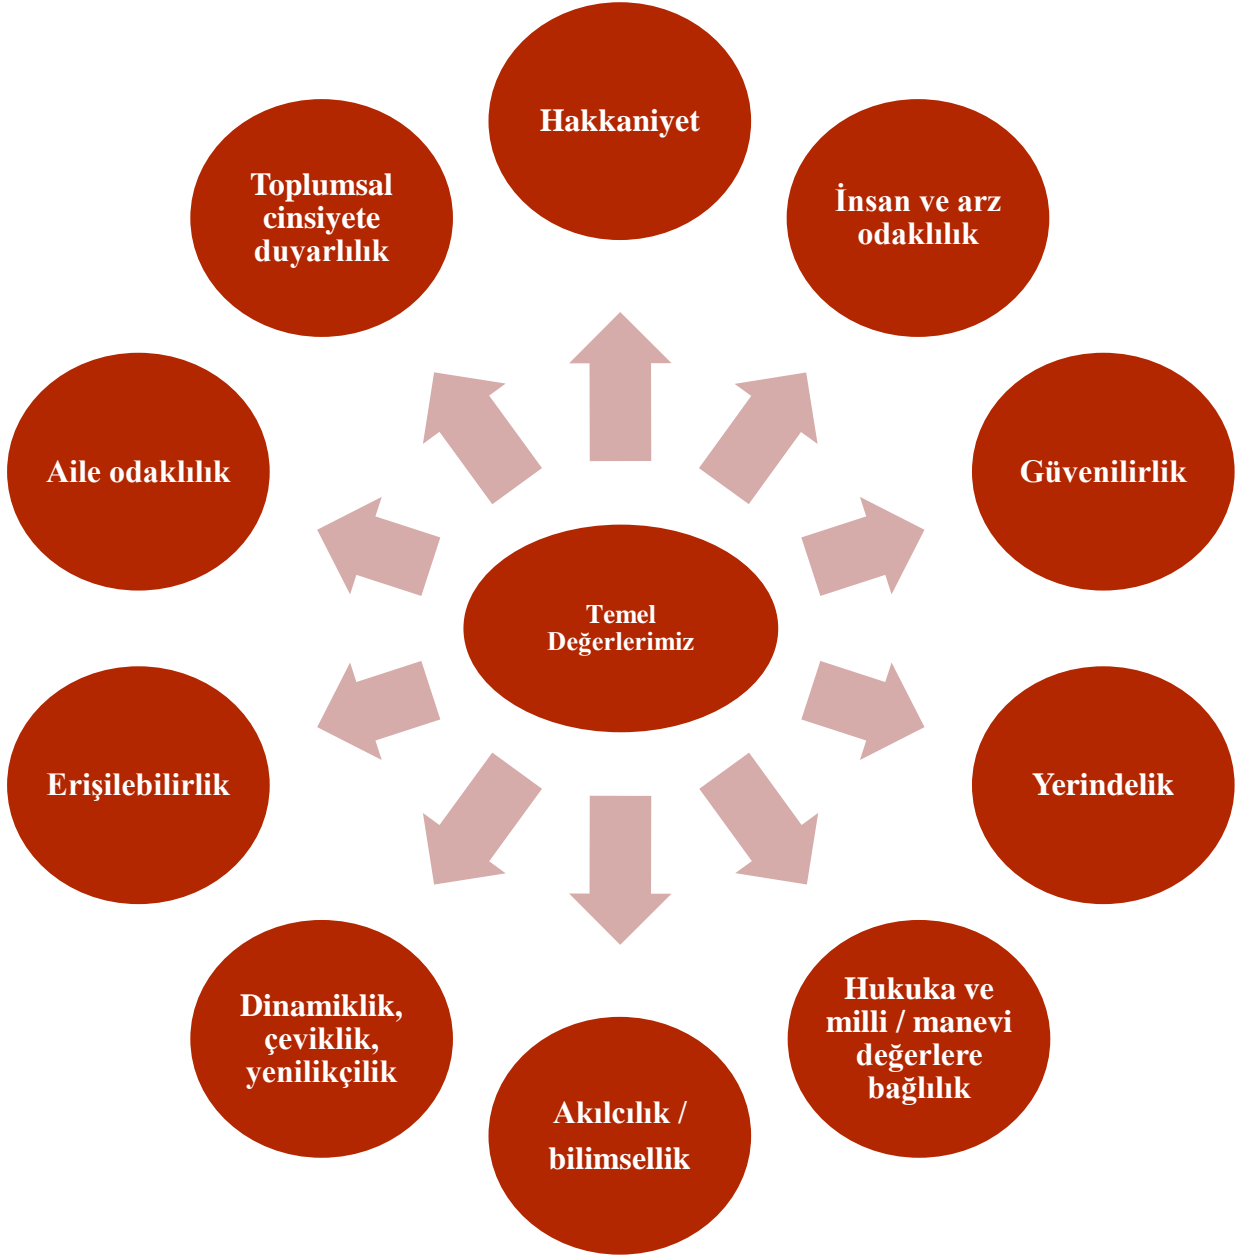 Hakkaniyet
İnsan ve arz
odaklılık
Güvenilirlik
Yerindelik
Hukuka ve
milli / manevi
değerlere
bağlılık
Akılcılık /
bilimsellik
Dinamiklik,
çeviklik,
yenilikçilik
Erişilebilirlik
Aile odaklılık
Toplumsal
cinsiyete
duyarlılık
Temel
Değerlerimiz